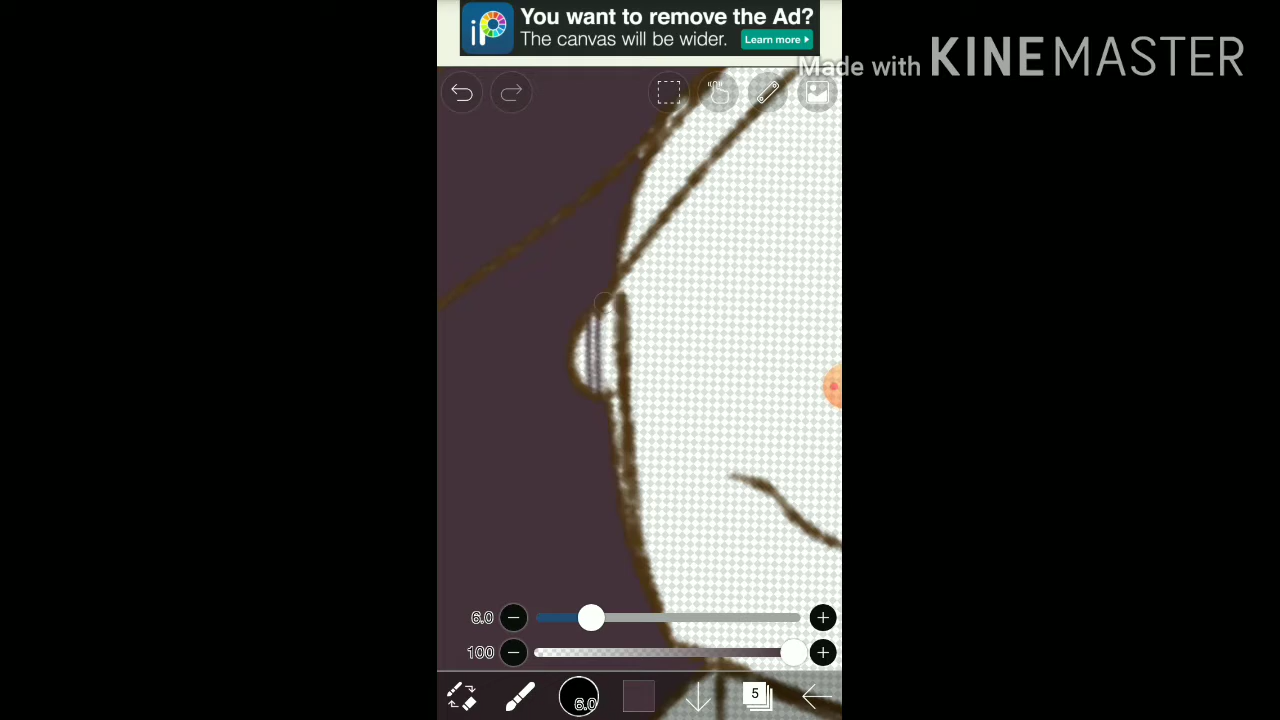 You want to remove the Ad?
iP The canvas will be wider. Learn more
Made with KINEMASTER
6.0
100
6.0
5